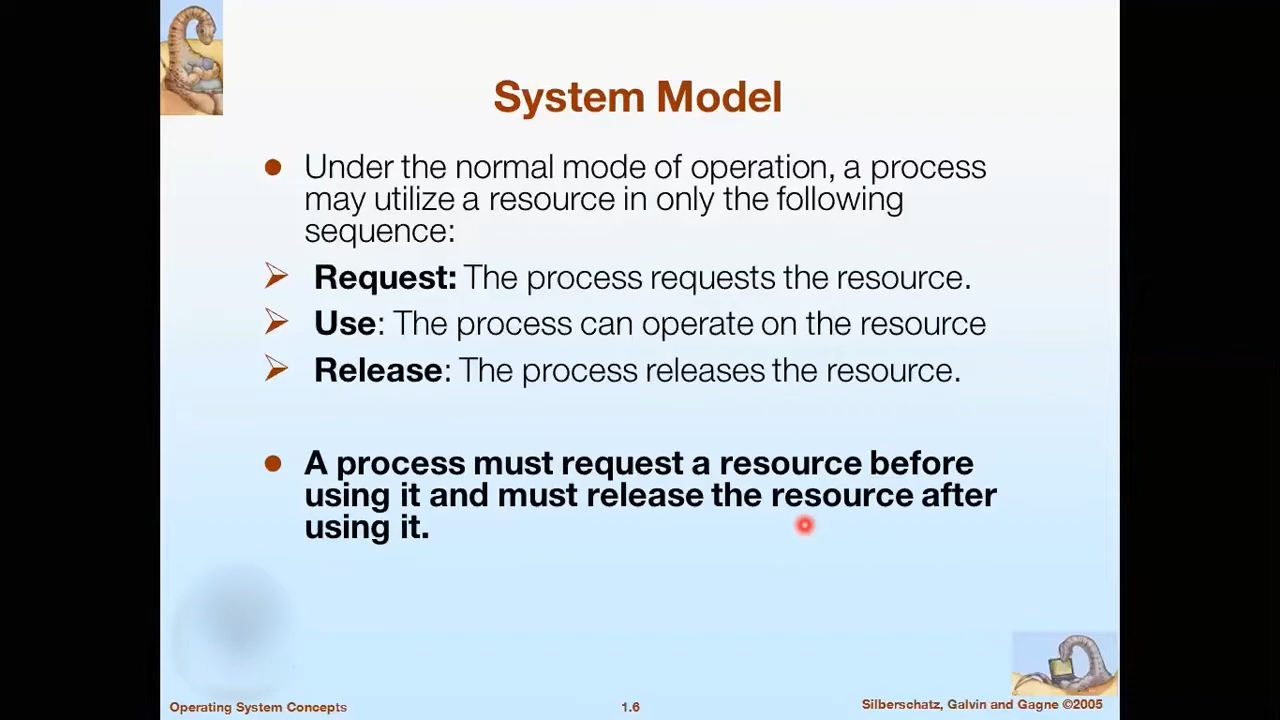 System Model
● Under the normal mode of operation, a process
may utilize a resource in only the following
sequence:
➢ Request: The process requests the resource.
➢ Use: The process can operate on the resource
➢ Release: The process releases the resource.
● A process must request a resource before
using it and must release the resource after
using it.
Operating System Concepts
1.6
Silberschatz, Galvin and Gagne ©2005